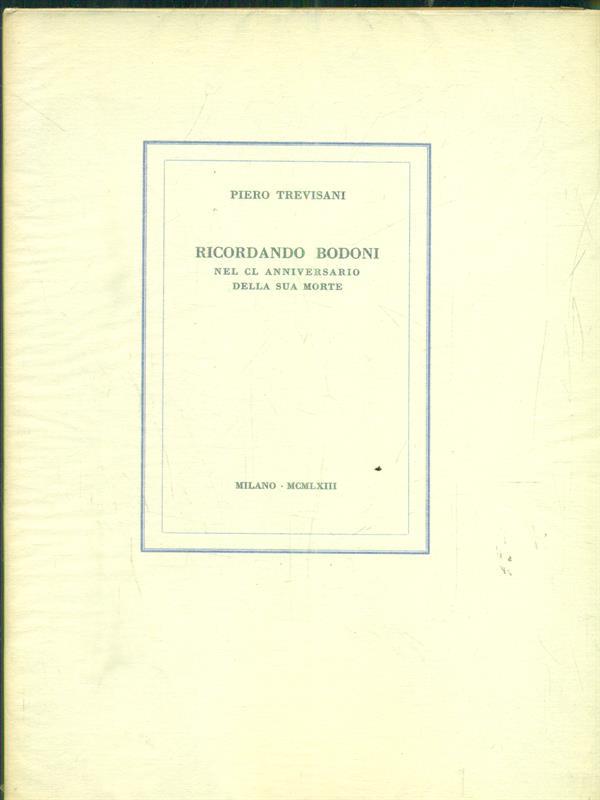 PIERO TREVISANI
RICORDANDO BODONI
NEL CL ANNIVERSARIO
DELLA SUA MORTE
MILANO · MCMLXIII